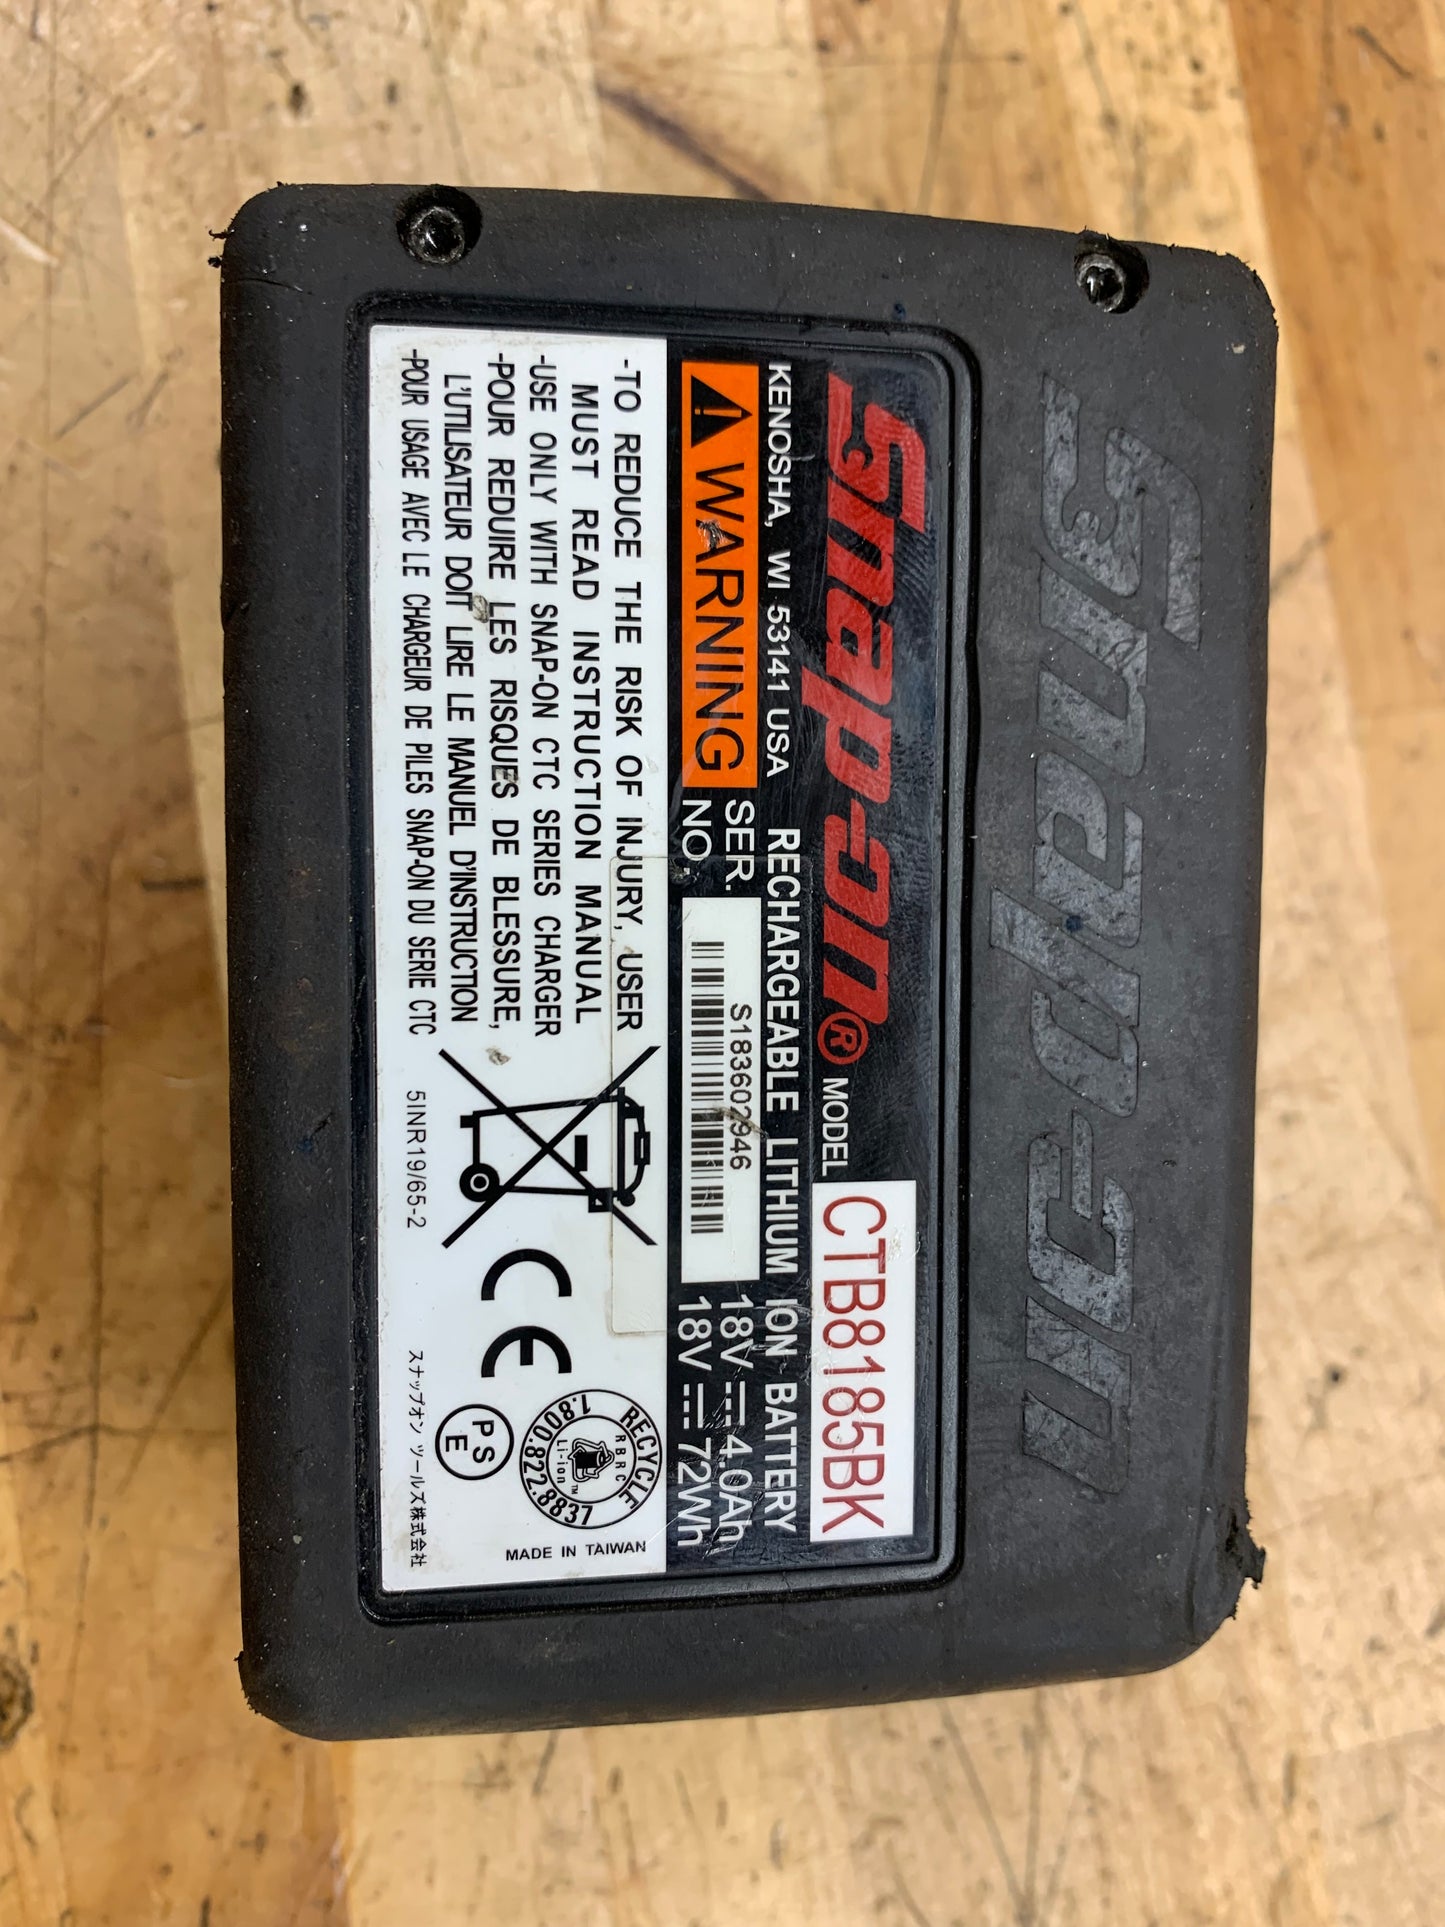 Snap-on
Snap-on® MODEL CTB8185BK
KENOSHA, WI 53141 USA RECHARGEABLE LITHIUM ION BATTERY
WARNING
SER. NO. S183602946
18V 4.0Ah
18V 72Wh
-TO REDUCE THE RISK OF INJURY, USER
MUST READ INSTRUCTION MANUAL
-USE ONLY WITH SNAP-ON CTC SERIES CHARGER
-POUR REDUIRE LES RISQUES DE BLESSURE,
L'UTILISATEUR DOIT LIRE LE MANUEL D'INSTRUCTION
-POUR USAGE AVEC LE CHARGEUR DE PILES SNAP-ON DU SERIE CTC
5INR19/65-2
CE
RECYCLE
RBRC
Li-ion™
1.800.822.8837
PS
E
MADE IN TAIWAN
スナップオン ツールズ株式会社